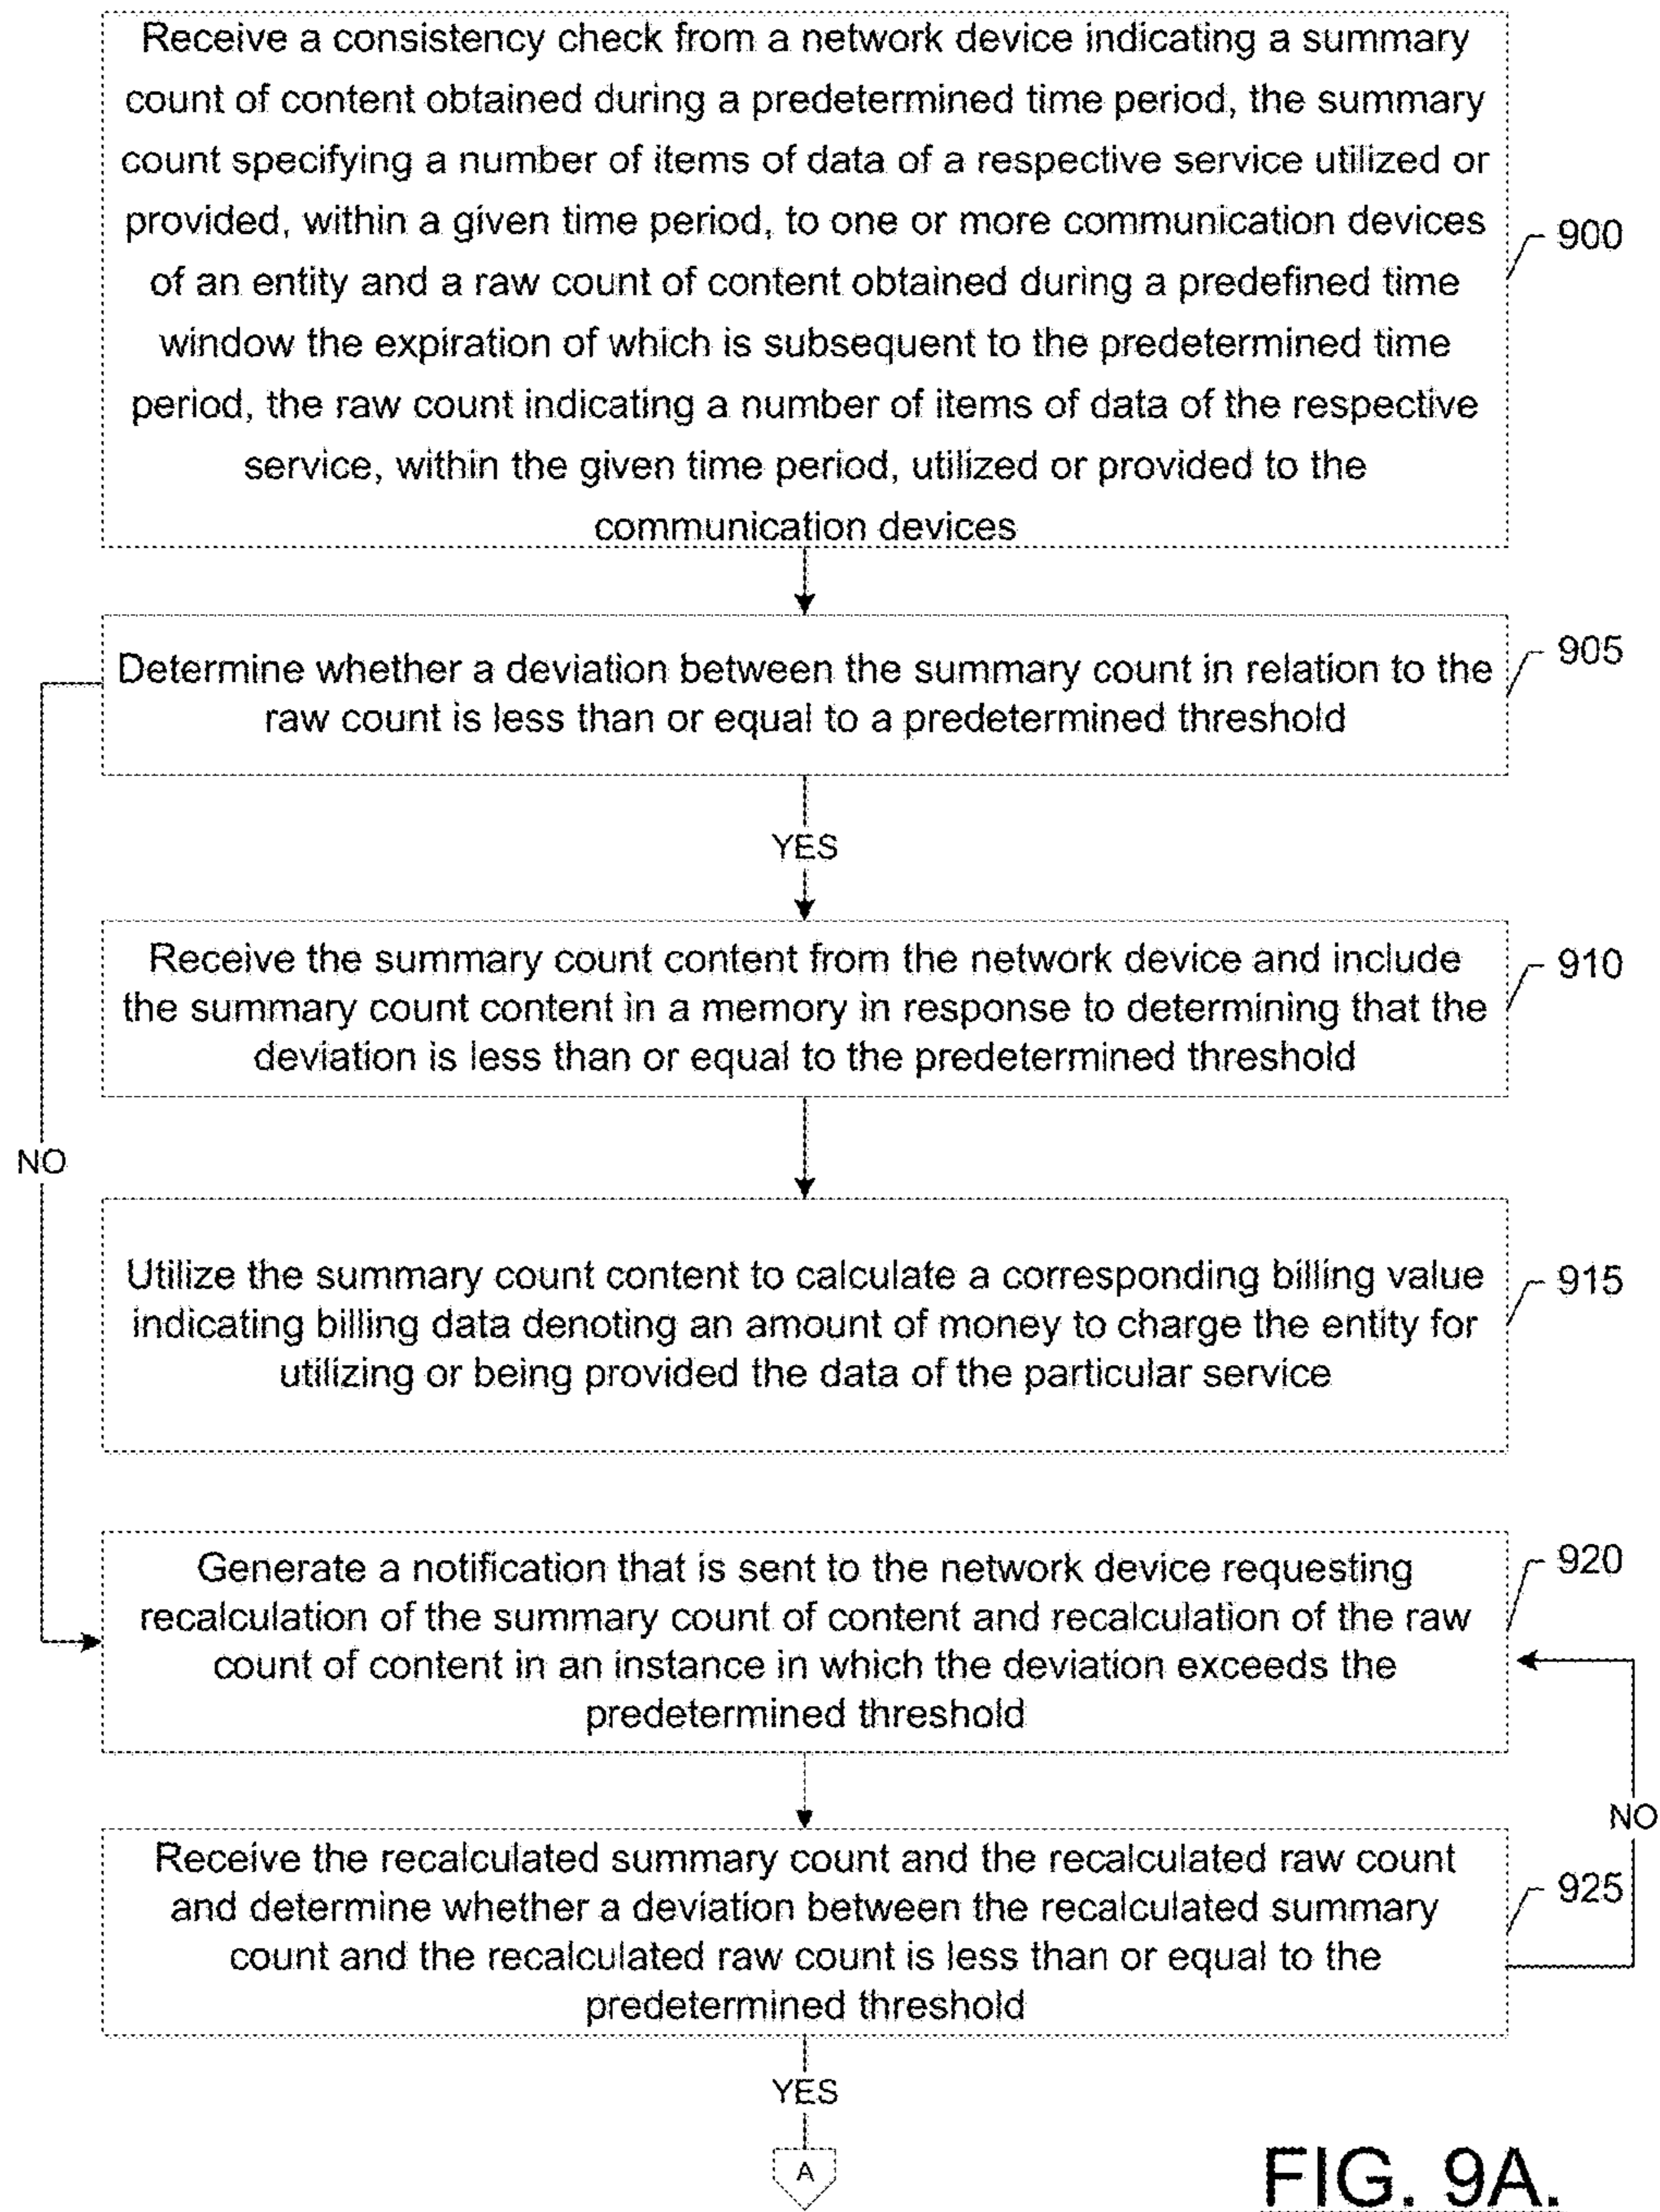 Receive a consistency check from a network device indicating a summary
count of content obtained during a predetermined time period, the summary
count specifying a number of items of data of a respective service utilized or
provided, within a given time period, to one or more communication devices
of an entity and a raw count of content obtained during a predefined time
window the expiration of which is subsequent to the predetermined time
period, the raw count indicating a number of items of data of the respective
service, within the given time period, utilized or provided to the
communication devices
900
Determine whether a deviation between the summary count in relation to the
raw count is less than or equal to a predetermined threshold
905
YES
Receive the summary count content from the network device and include
the summary count content in a memory in response to determining that the
deviation is less than or equal to the predetermined threshold
910
NO
Utilize the summary count content to calculate a corresponding billing value
indicating billing data denoting an amount of money to charge the entity for
utilizing or being provided the data of the particular service
915
Generate a notification that is sent to the network device requesting
recalculation of the summary count of content and recalculation of the raw
count of content in an instance in which the deviation exceeds the
predetermined threshold
920
NO
Receive the recalculated summary count and the recalculated raw count
and determine whether a deviation between the recalculated summary
count and the recalculated raw count is less than or equal to the
predetermined threshold
925
YES
A
FIG. 9A.